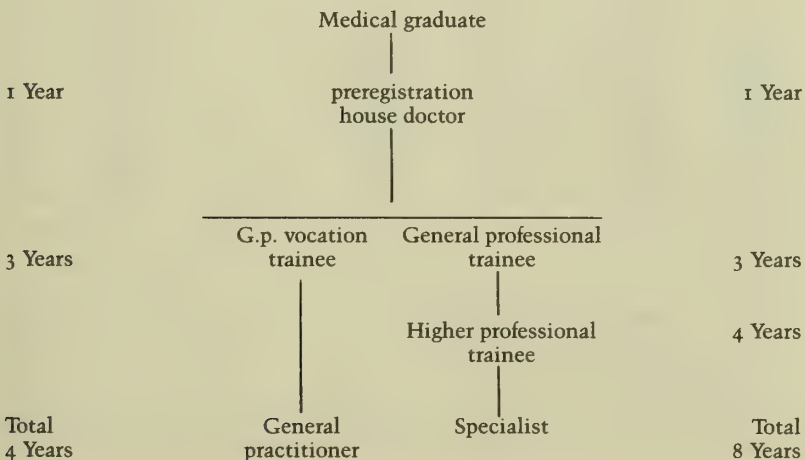 Medical graduate
1 Year preregistration 1 Year
house doctor
G.p. vocation General professional
3 Years trainee trainee 3 Years
Higher professional 4 Years
trainee
Total General Specialist Total
4 Years practitioner 8 Years